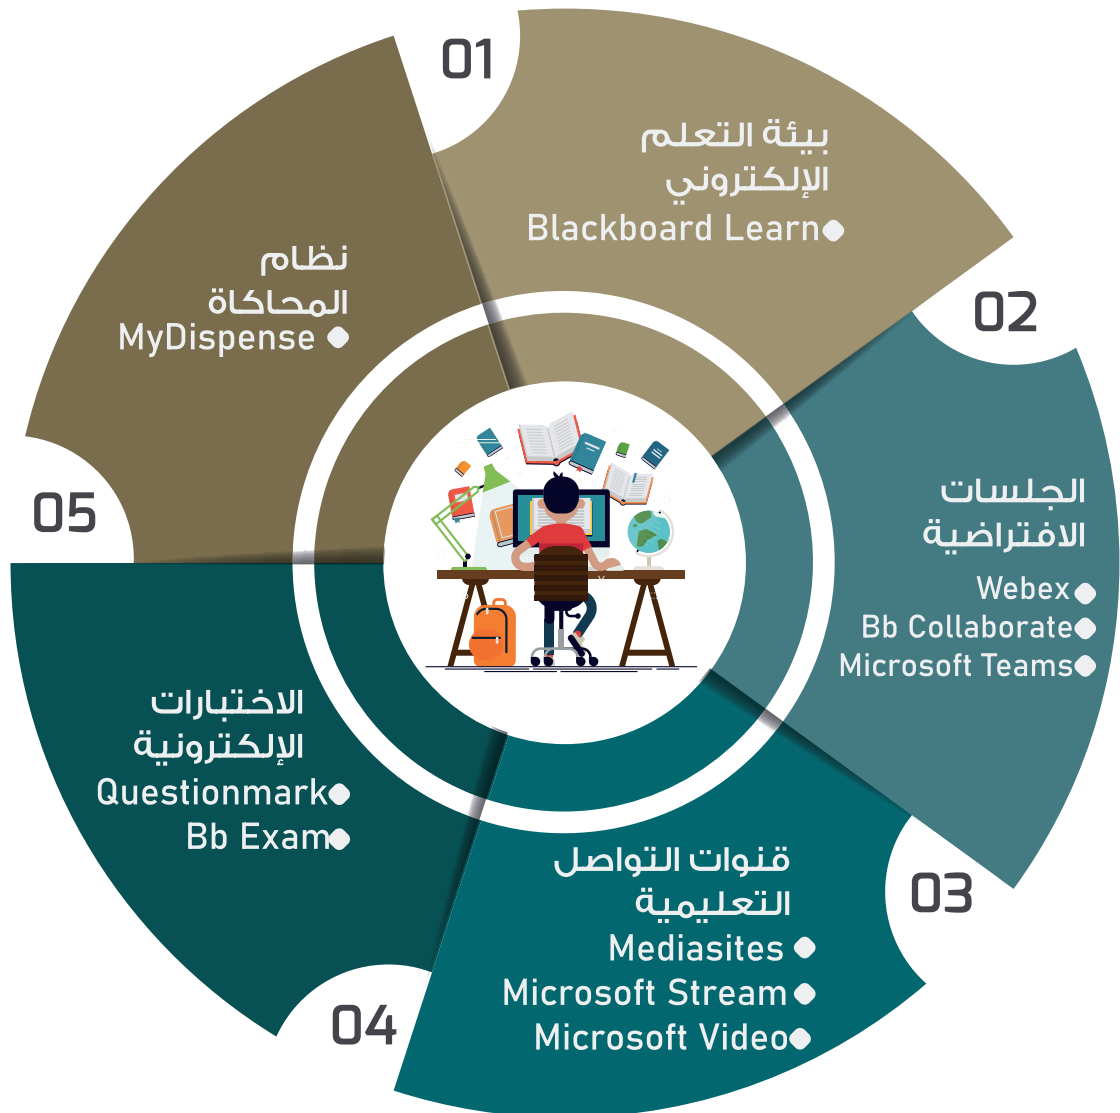 01
بيئة التعلم
الإلكتروني
Blackboard Learn
02
الجلسات
الافتراضية
Webex
Bb Collaborate
Microsoft Teams
03
قنوات التواصل
التعليمية
Mediasites
Microsoft Stream
Microsoft Video
04
الاختبارات
الإلكترونية
Questionmark
Bb Exam
05
نظام
المحاكاة
MyDispense